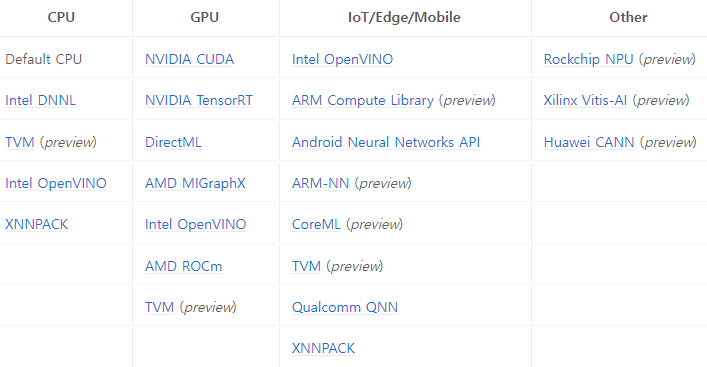 CPU GPU IoT/Edge/Mobile Other
Default CPU NVIDIA CUDA Intel OpenVINO Rockchip NPU (preview)
Intel DNNL NVIDIA TensorRT ARM Compute Library (preview) Xilinx Vitis-AI (preview)
TVM (preview) DirectML Android Neural Networks API Huawei CANN (preview)
Intel OpenVINO AMD MIGraphX ARM-NN (preview)
XNNPACK Intel OpenVINO CoreML (preview)
AMD ROCm TVM (preview)
TVM (preview) Qualcomm QNN
XNNPACK